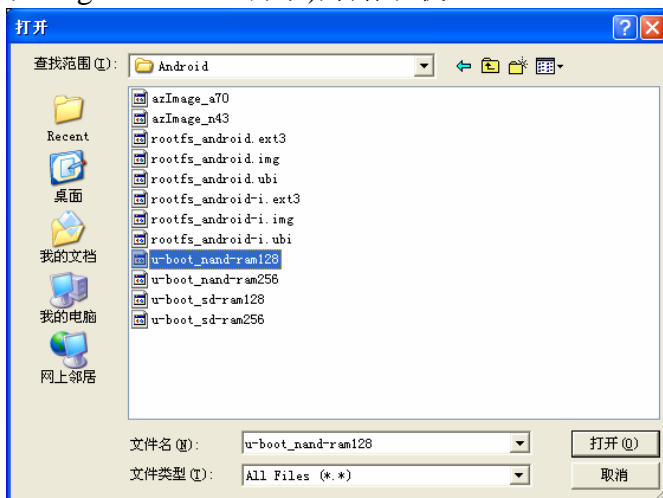 打开
查找范围(I):
Android
Recent
桌面
我的文档
我的电脑
网上邻居
azImage_a70
azImage_n43
rootfs_android.ext3
rootfs_android.img
rootfs_android.ubi
rootfs_android-i.ext3
rootfs_android-i.img
rootfs_android-i.ubi
u-boot_nand-ram128
u-boot_nand-ram256
u-boot_sd-ram128
u-boot_sd-ram256
文件名(N):
u-boot_nand-ram128
打开(O)
文件类型(T):
All Files (*.*)
取消